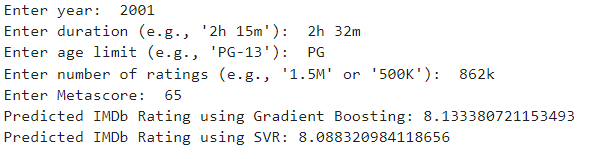 Enter year:  2001
Enter duration (e.g., '2h 15m'):  2h 32m
Enter age limit (e.g., 'PG-13'):  PG
Enter number of ratings (e.g., '1.5M' or '500K'):  862k
Enter Metascore:  65
Predicted IMDb Rating using Gradient Boosting: 8.133380721153493
Predicted IMDb Rating using SVR: 8.088320984118656